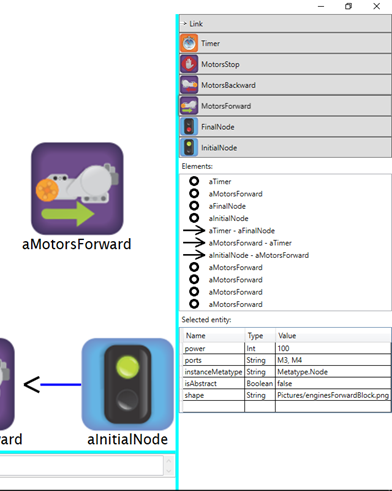 Link
Timer
MotorsStop
MotorsBackward
MotorsForward
FinalNode
InitialNode
Elements:
aTimer
aMotorsForward
aFinalNode
aInitialNode
aTimer - aFinalNode
aMotorsForward - aTimer
aInitialNode - aMotorsForward
aMotorsForward
aMotorsForward
aMotorsForward
aMotorsForward
Selected entity:
Name Type Value
power Int 100
ports String M3, M4
instanceMetatype String Metatype.Node
isAbstract Boolean false
shape String Pictures/enginesForwardBlock.png
aMotorsForward
ward
aInitialNode